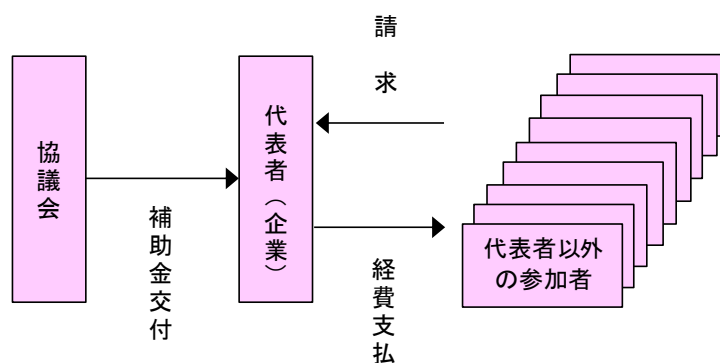 協議会
補助金交付
代表者（企業）
請求
経費支払
代表者以外
の参加者